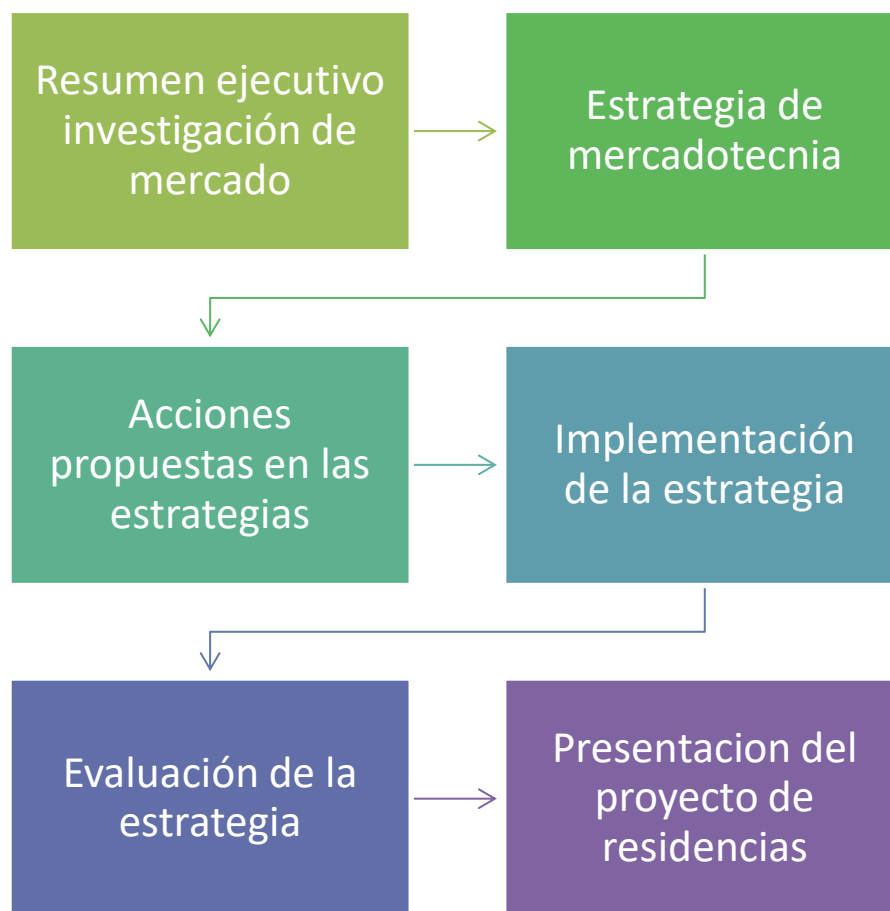 Resumen ejecutivo
investigación de
mercado
Estrategia de
mercadotecnia
Acciones
propuestas en las
estrategias
Implementación
de la estrategia
Evaluación de la
estrategia
Presentacion del
proyecto de
residencias